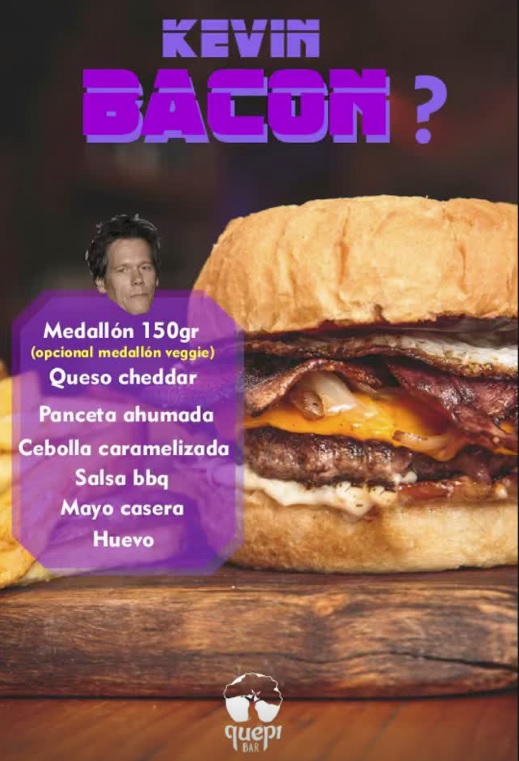 KEVIN
BACON ?
Medallón 150gr
(opcional medallón veggie)
Queso cheddar
Panceta ahumada
Cebolla caramelizada
Salsa bbq
Mayo casera
Huevo
quepi
BAR